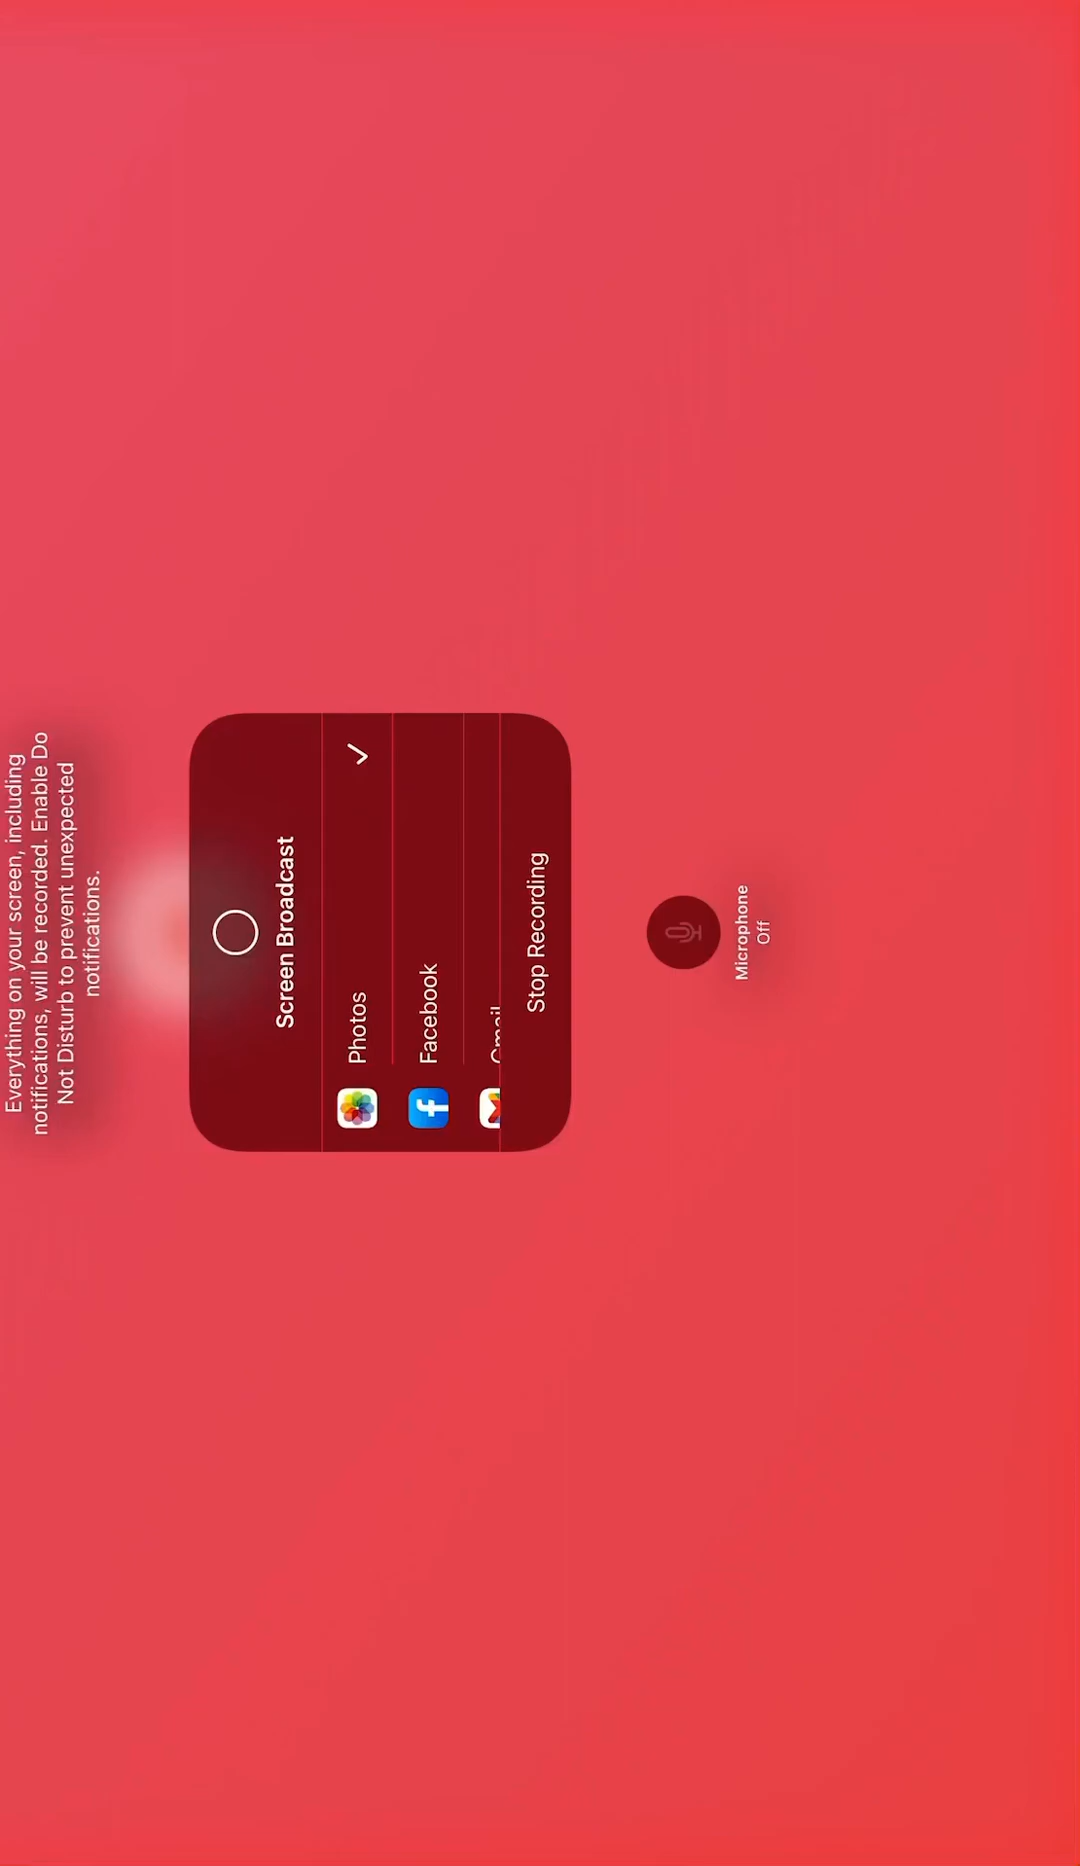 Everything on your screen, including
notifications, will be recorded. Enable Do
Not Disturb to prevent unexpected
notifications.
Screen Broadcast
Photos
Facebook
Gmail
Stop Recording
Microphone
Off